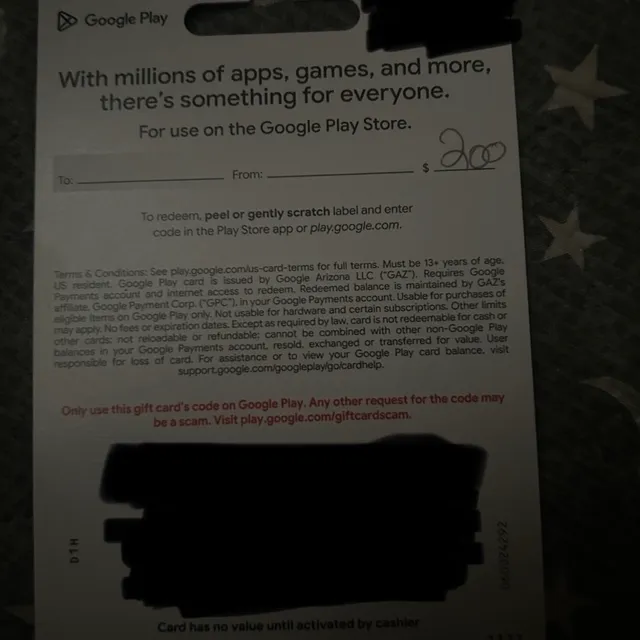 Google Play
With millions of apps, games, and more,
there's something for everyone.
For use on the Google Play Store.
To: From: $ 200
To redeem, peel or gently scratch label and enter
code in the Play Store app or play.google.com.
Terms & Conditions: See play.google.com/us-card-terms for full terms. Must be 13+ years of age,
US resident. Google Play card is issued by Google Arizona LLC ("GAZ"). Requires Google
Payments account and internet access to redeem. Redeemed balance is maintained by GAZ's
affiliate, Google Payment Corp. ("GPC"), in your Google Payments account. Usable for purchases of
eligible items on Google Play only. Not usable for hardware and certain subscriptions. Other limits
may apply. No fees or expiration dates. Except as required by law, card is not redeemable for cash or
other cards; not reloadable or refundable; cannot be combined with other non-Google Play
balances in your Google Payments account, resold, exchanged or transferred for value. User
responsible for loss of card. For assistance or to view your Google Play card balance, visit
support.google.com/googleplay/go/cardhelp.
Only use this gift card's code on Google Play. Any other request for the code may
be a scam. Visit play.google.com/giftcardscam.
D1H
Card has no value until activated by cashier